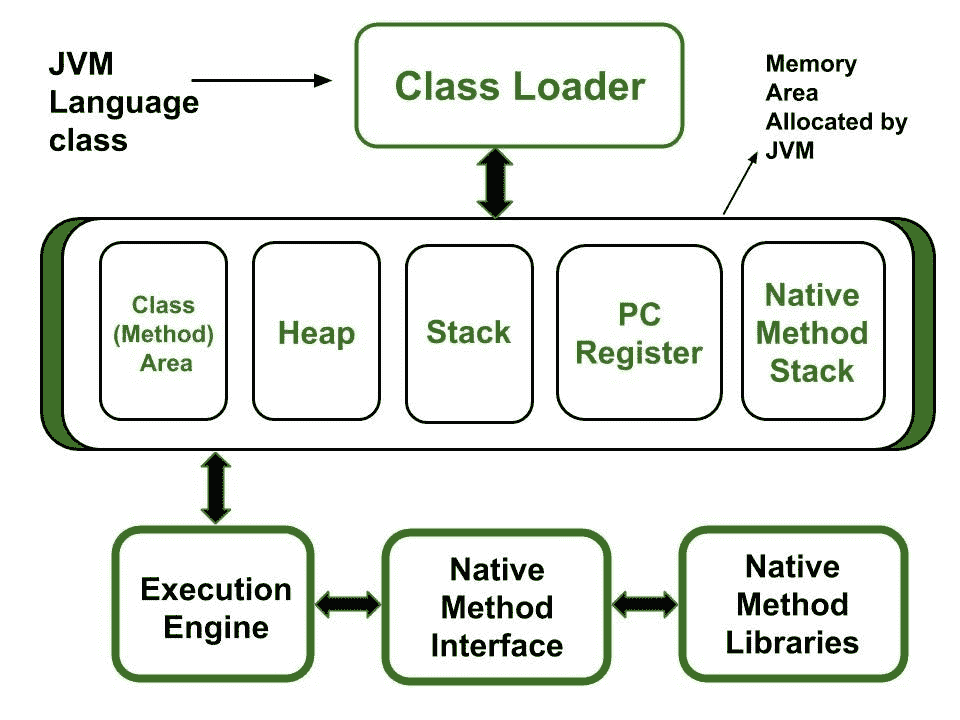 JVM
Language
class
Class Loader
Memory
Area
Allocated by
JVM
Class
(Method)
Area
Heap
Stack
PC
Register
Native
Method
Stack
Execution
Engine
Native
Method
Interface
Native
Method
Libraries